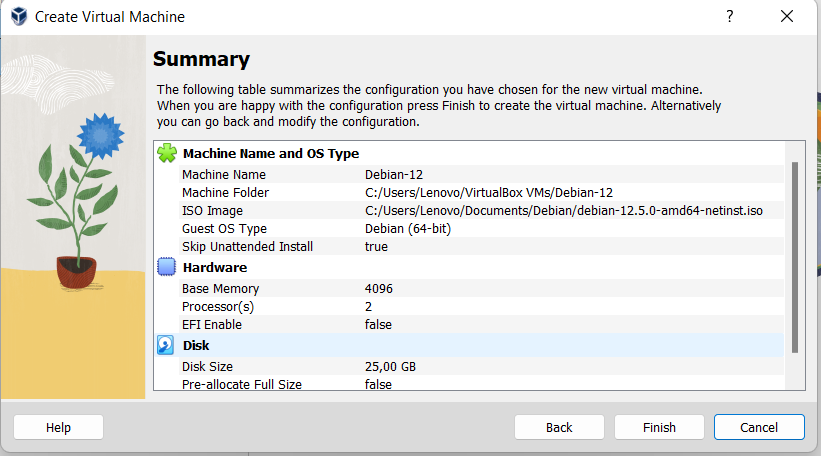 Create Virtual Machine
?
Summary
The following table summarizes the configuration you have chosen for the new virtual machine.
When you are happy with the configuration press Finish to create the virtual machine. Alternatively
you can go back and modify the configuration.
Machine Name and OS Type
Machine Name Debian-12
Machine Folder C:/Users/Lenovo/VirtualBox VMs/Debian-12
ISO Image C:/Users/Lenovo/Documents/Debian/debian-12.5.0-amd64-netinst.iso
Guest OS Type Debian (64-bit)
Skip Unattended Install true
Hardware
Base Memory 4096
Processor(s) 2
EFI Enable false
Disk
Disk Size 25,00 GB
Pre-allocate Full Size false
Help Back Finish Cancel